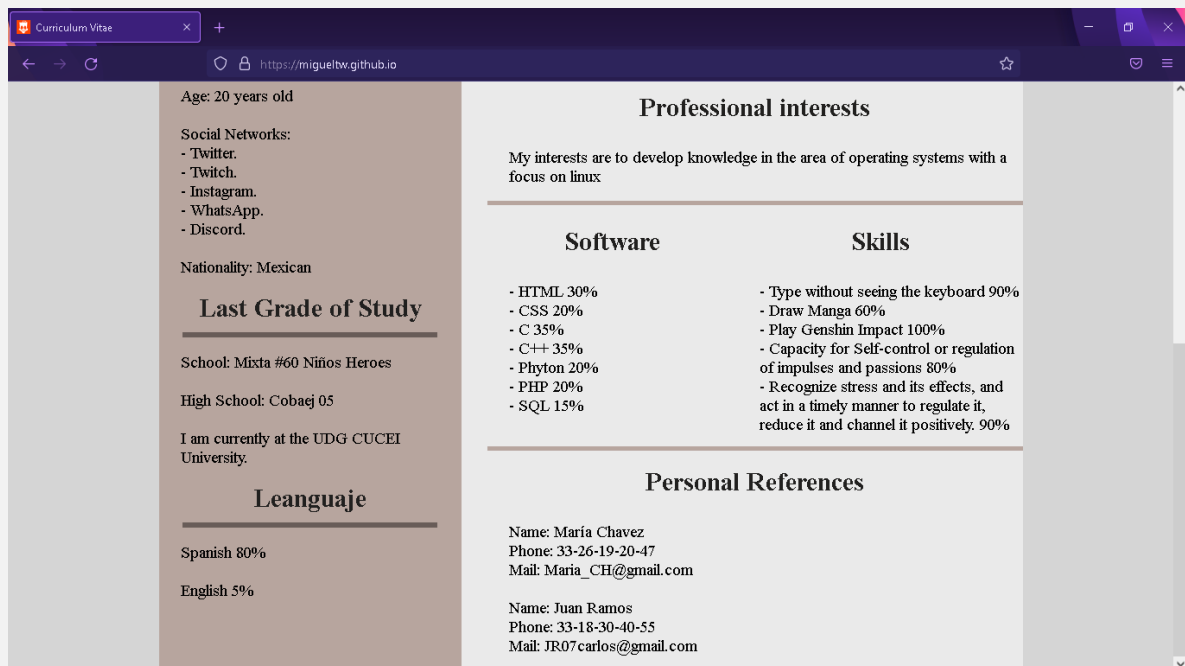 Curriculum Vitae
https://migueltw.github.io
Age: 20 years old
Social Networks:
- Twitter.
- Twitch.
- Instagram.
- WhatsApp.
- Discord.
Nationality: Mexican
Last Grade of Study
School: Mixta #60 Niños Heroes
High School: Cobaej 05
I am currently at the UDG CUCEI
University.
Leanguaje
Spanish 80%
English 5%
Professional interests
My interests are to develop knowledge in the area of operating systems with a
focus on linux
Software
- HTML 30%
- CSS 20%
- C 35%
- C++ 35%
- Phyton 20%
- PHP 20%
- SQL 15%
Skills
- Type without seeing the keyboard 90%
- Draw Manga 60%
- Play Genshin Impact 100%
- Capacity for Self-control or regulation
of impulses and passions 80%
- Recognize stress and its effects, and
act in a timely manner to regulate it,
reduce it and channel it positively. 90%
Personal References
Name: María Chavez
Phone: 33-26-19-20-47
Mail: Maria_CH@gmail.com
Name: Juan Ramos
Phone: 33-18-30-40-55
Mail: JR07carlos@gmail.com